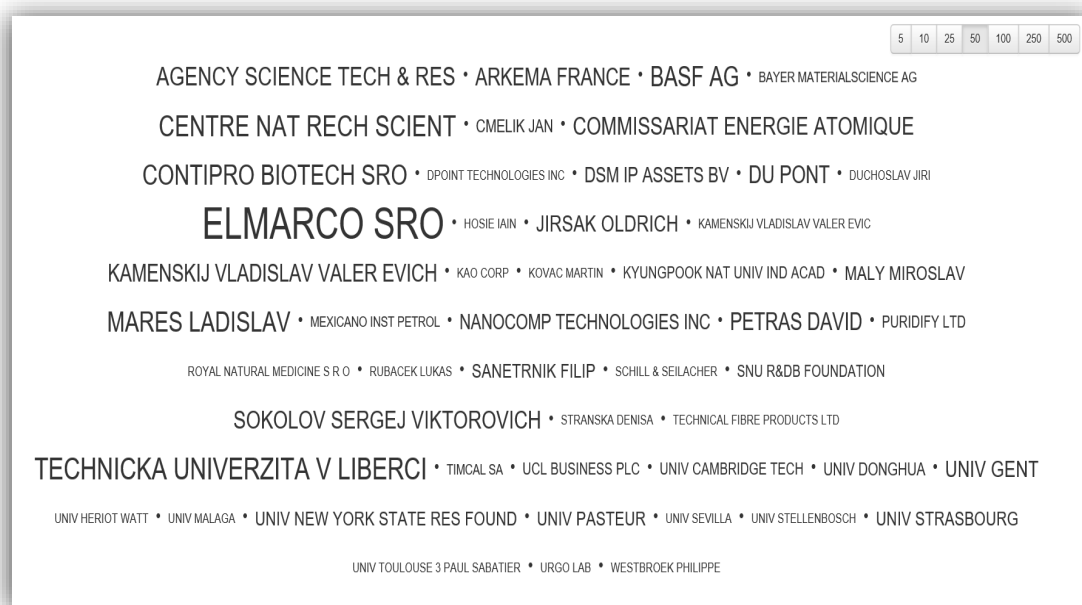 5 10 25 50 100 250 500
AGENCY SCIENCE TECH & RES • ARKEMA FRANCE • BASF AG • BAYER MATERIALSCIENCE AG
CENTRE NAT RECH SCIENT • CMELIK JAN • COMMISSARIAT ENERGIE ATOMIQUE
CONTIPRO BIOTECH SRO • DPOINT TECHNOLOGIES INC • DSM IP ASSETS BV • DU PONT • DUCHOSLAV JIRI
ELMARCO SRO • HOSIE IAIN • JIRSAK OLDRICH • KAMENSKIJ VLADISLAV VALER EVIC
KAMENSKIJ VLADISLAV VALER EVICH • KAO CORP • KOVAC MARTIN • KYUNGPOOK NAT UNIV IND ACAD • MALY MIROSLAV
MARES LADISLAV • MEXICANO INST PETROL • NANOCOMP TECHNOLOGIES INC • PETRAS DAVID • PURIDIFY LTD
ROYAL NATURAL MEDICINE S R O • RUBACEK LUKAS • SANETRNIK FILIP • SCHILL & SEILACHER • SNU R&DB FOUNDATION
SOKOLOV SERGEJ VIKTOROVICH • STRANSKA DENISA • TECHNICAL FIBRE PRODUCTS LTD
TECHNICKA UNIVERZITA V LIBERCI • TIMCAL SA • UCL BUSINESS PLC • UNIV CAMBRIDGE TECH • UNIV DONGHUA • UNIV GENT
UNIV HERIOT WATT • UNIV MALAGA • UNIV NEW YORK STATE RES FOUND • UNIV PASTEUR • UNIV SEVILLA • UNIV STELLENBOSCH • UNIV STRASBOURG
UNIV TOULOUSE 3 PAUL SABATIER • URGO LAB • WESTBROEK PHILIPPE